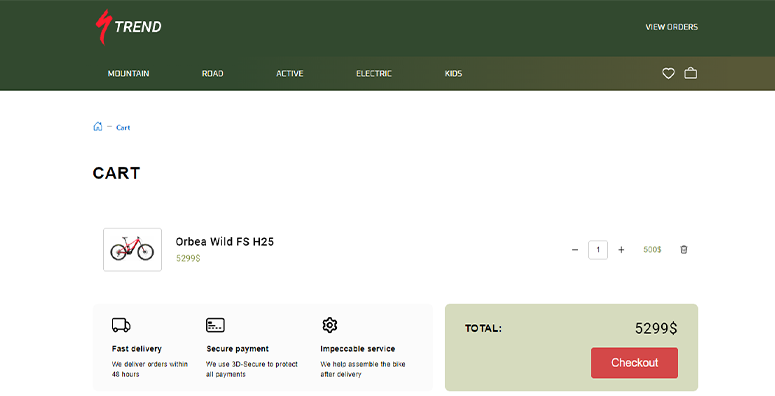 TREND
VIEW ORDERS
MOUNTAIN ROAD ACTIVE ELECTRIC KIDS
– Cart
CART
Orbea Wild FS H25
5299$
− 1 + 500$
Fast delivery
We deliver orders within
48 hours
Secure payment
We use 3D-Secure to protect
all payments
Impeccable service
We help assemble the bike
after delivery
TOTAL: 5299$
Checkout